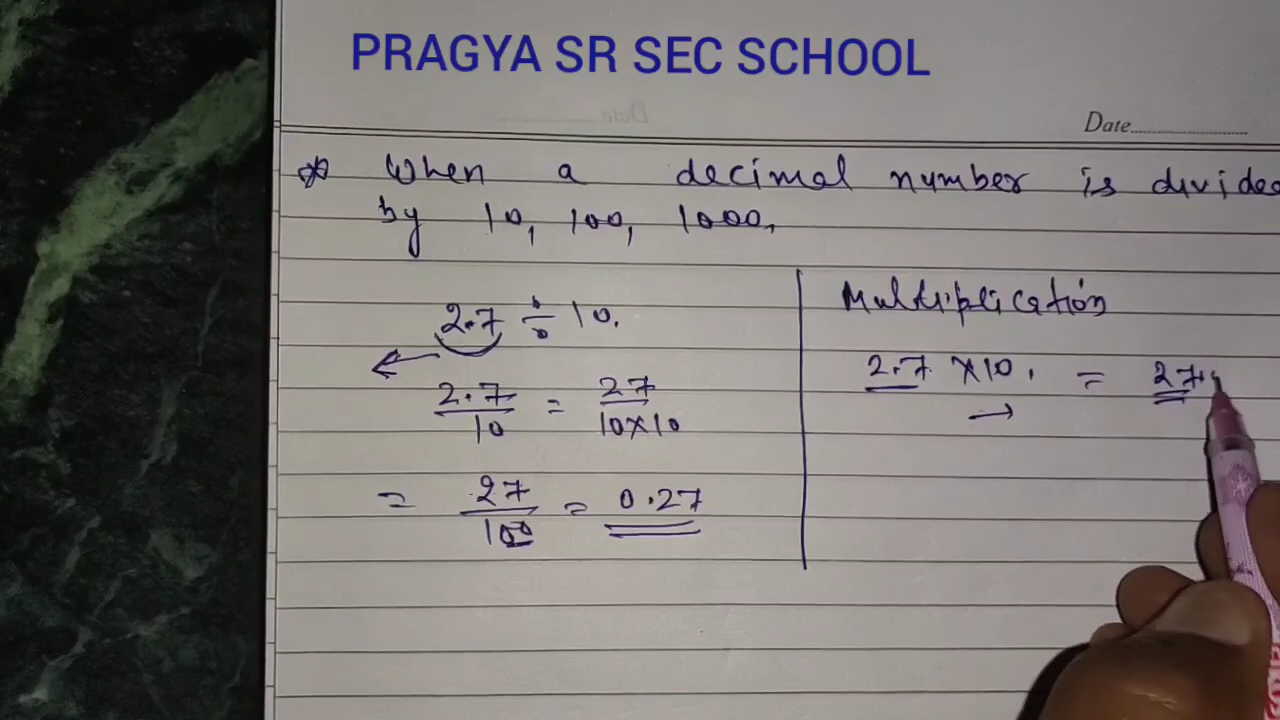 PRAGYA SR SEC SCHOOL
Date
When a decimal number is divided
by 10, 100, 1000,
2.7 ÷ 10.
2.7/10 = 27/10×10
= 27/100 = 0.27
Multiplication
2.7 ×10 = 27.